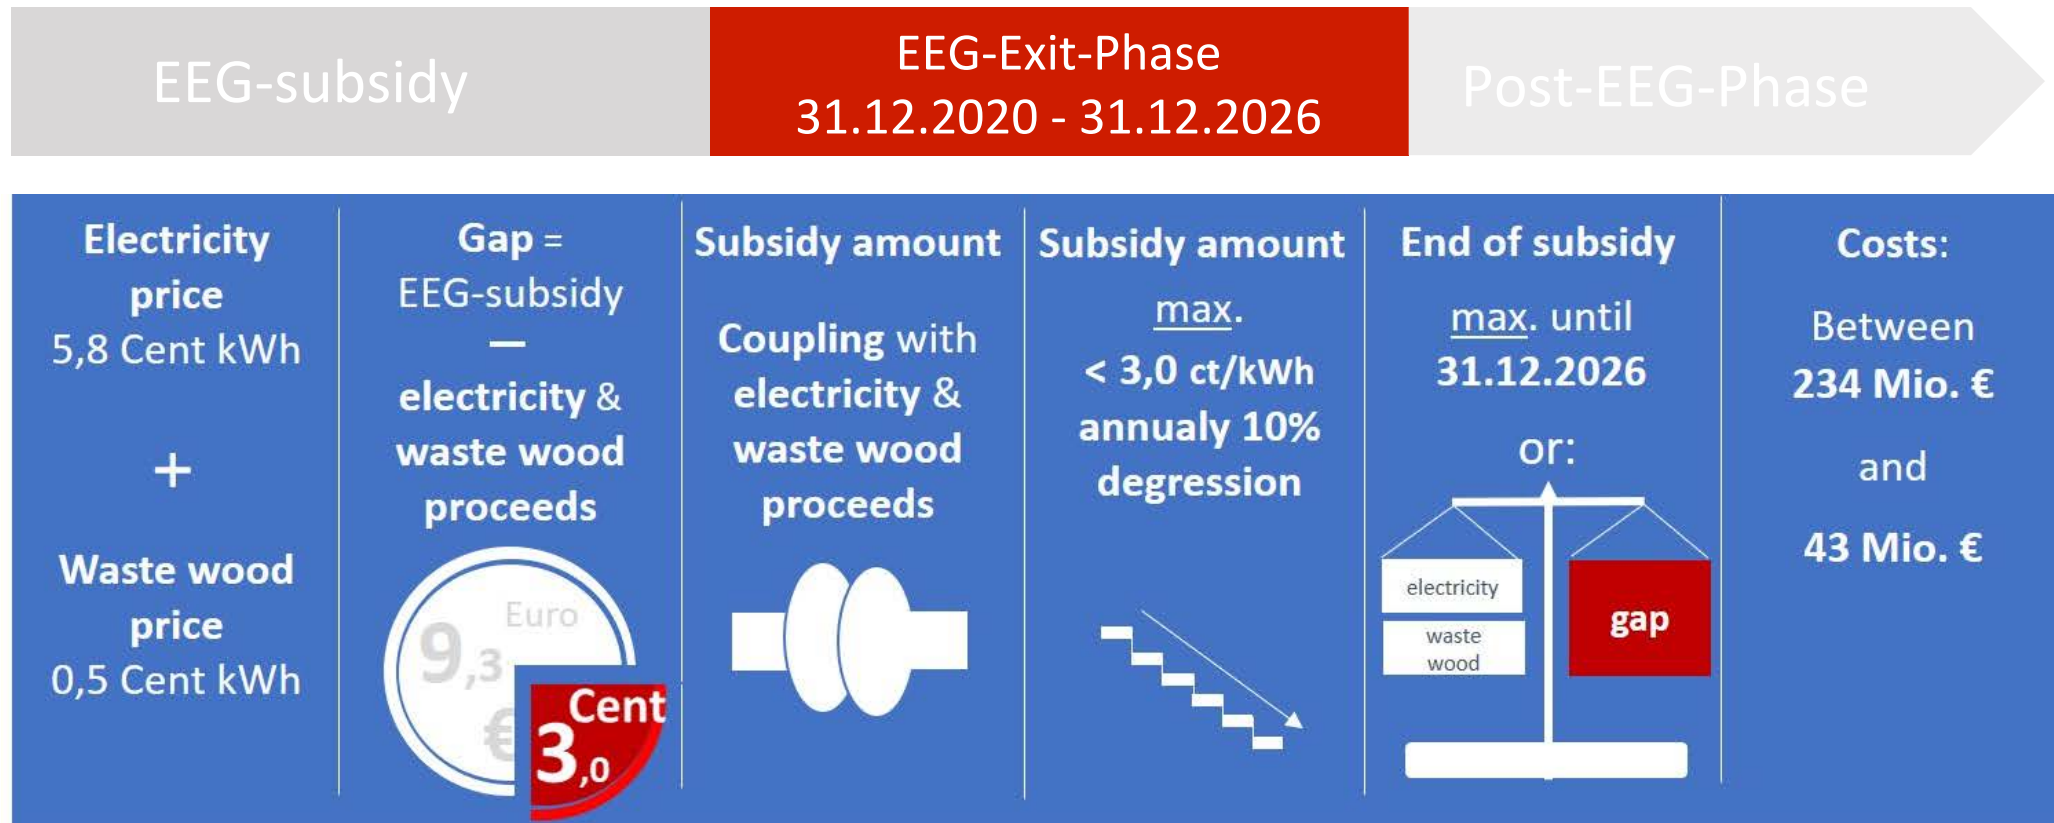 EEG-subsidy
EEG-Exit-Phase
31.12.2020 - 31.12.2026
Post-EEG-Phase
Electricity
price
5,8 Cent kWh
+
Waste wood
price
0,5 Cent kWh
Gap =
EEG-subsidy
—
electricity &
waste wood
proceeds
Euro
9,3
€
Cent
3,0
Subsidy amount
Coupling with
electricity &
waste wood
proceeds
Subsidy amount
max.
< 3,0 ct/kWh
annualy 10%
degression
End of subsidy
max. until
31.12.2026
or:
electricity
waste
wood
gap
Costs:
Between
234 Mio. €
and
43 Mio. €